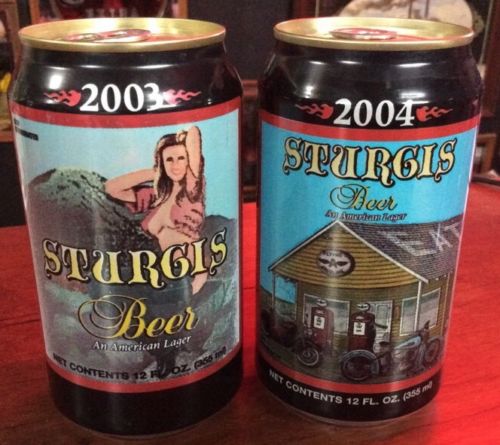 2003
STURGIS
Beer
An American Lager
NET CONTENTS 12 FL. OZ. (355 ml)
2004
STURGIS
Beer
An American Lager
EAT
NET CONTENTS 12 FL. OZ. (355 ml)